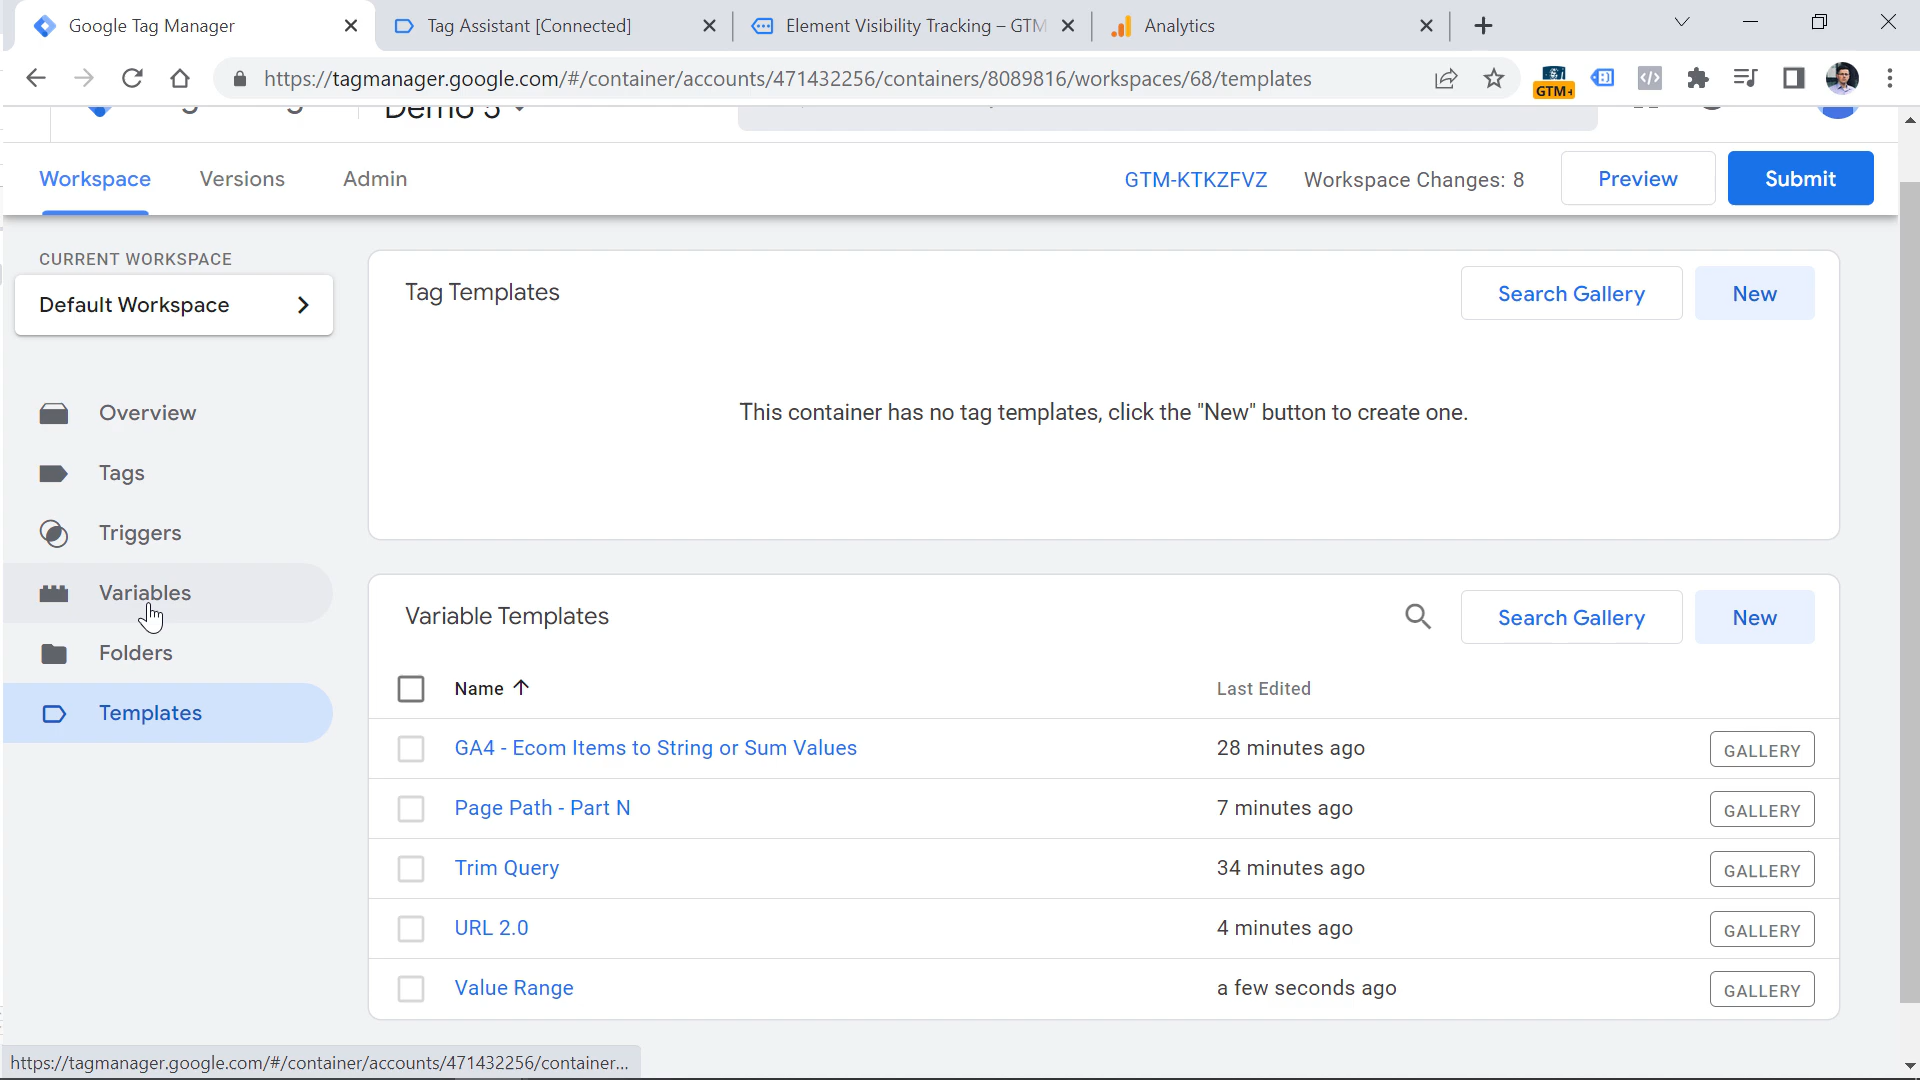 Google Tag Manager
Tag Assistant [Connected]
Element Visibility Tracking – GTM
Analytics
https://tagmanager.google.com/#/container/accounts/471432256/containers/8089816/workspaces/68/templates
GTM+
Demo 5
Workspace
Versions
Admin
GTM-KTKZFVZ
Workspace Changes: 8
Preview
Submit
CURRENT WORKSPACE
Default Workspace
Overview
Tags
Triggers
Variables
Folders
Templates
Tag Templates
Search Gallery
New
This container has no tag templates, click the "New" button to create one.
Variable Templates
Search Gallery
New
Name
Last Edited
GA4 - Ecom Items to String or Sum Values
28 minutes ago
GALLERY
Page Path - Part N
7 minutes ago
GALLERY
Trim Query
34 minutes ago
GALLERY
URL 2.0
4 minutes ago
GALLERY
Value Range
a few seconds ago
GALLERY
https://tagmanager.google.com/#/container/accounts/471432256/container...